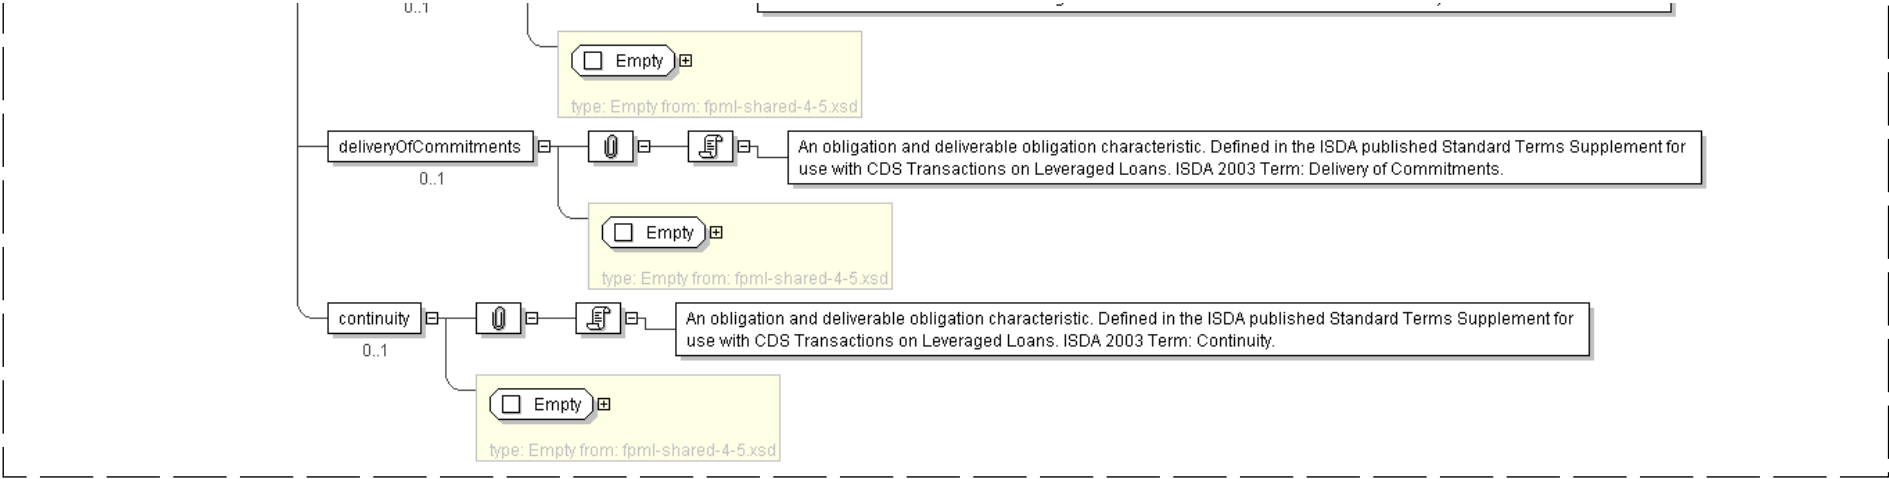 0..1
Empty
type: Empty from: fpml-shared-4-5.xsd
deliveryOfCommitments
An obligation and deliverable obligation characteristic. Defined in the ISDA published Standard Terms Supplement for
use with CDS Transactions on Leveraged Loans. ISDA 2003 Term: Delivery of Commitments.
0..1
Empty
type: Empty from: fpml-shared-4-5.xsd
continuity
An obligation and deliverable obligation characteristic. Defined in the ISDA published Standard Terms Supplement for
use with CDS Transactions on Leveraged Loans. ISDA 2003 Term: Continuity.
0..1
Empty
type: Empty from: fpml-shared-4-5.xsd